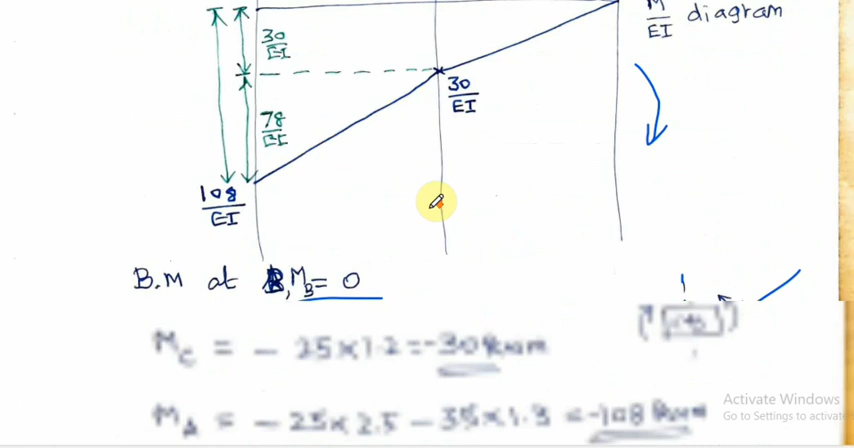 M/EI diagram
30/EI
30/EI
78/EI
108/EI
B.M at B, M_B = 0
M_C = - 25×1.2 = -30 kNm
M_A = - 25×2.5 - 35×1.3 = -108 kNm
Activate Windows
Go to Settings to activate